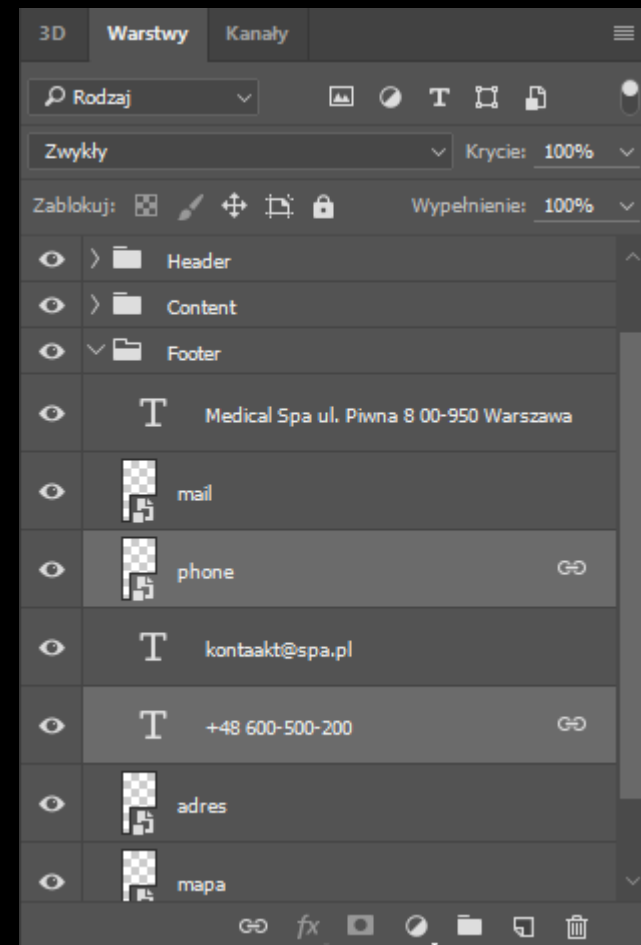 3D Warstwy Kanały
Rodzaj
Zwykły Krycie: 100%
Zablokuj: Wypełnienie: 100%
Header
Content
Footer
Medical Spa ul. Piwna 8 00-950 Warszawa
mail
phone
kontaakt@spa.pl
+48 600-500-200
adres
mapa
fx